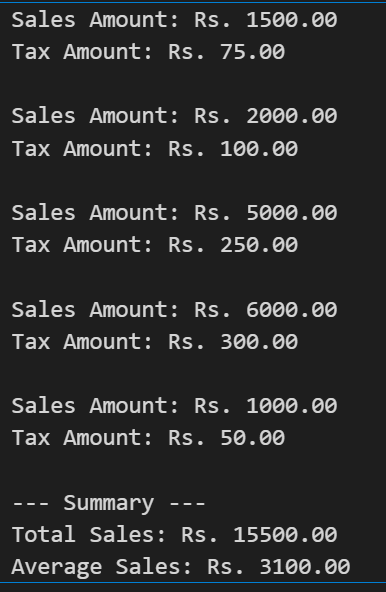 Sales Amount: Rs. 1500.00
Tax Amount: Rs. 75.00
Sales Amount: Rs. 2000.00
Tax Amount: Rs. 100.00
Sales Amount: Rs. 5000.00
Tax Amount: Rs. 250.00
Sales Amount: Rs. 6000.00
Tax Amount: Rs. 300.00
Sales Amount: Rs. 1000.00
Tax Amount: Rs. 50.00
--- Summary ---
Total Sales: Rs. 15500.00
Average Sales: Rs. 3100.00